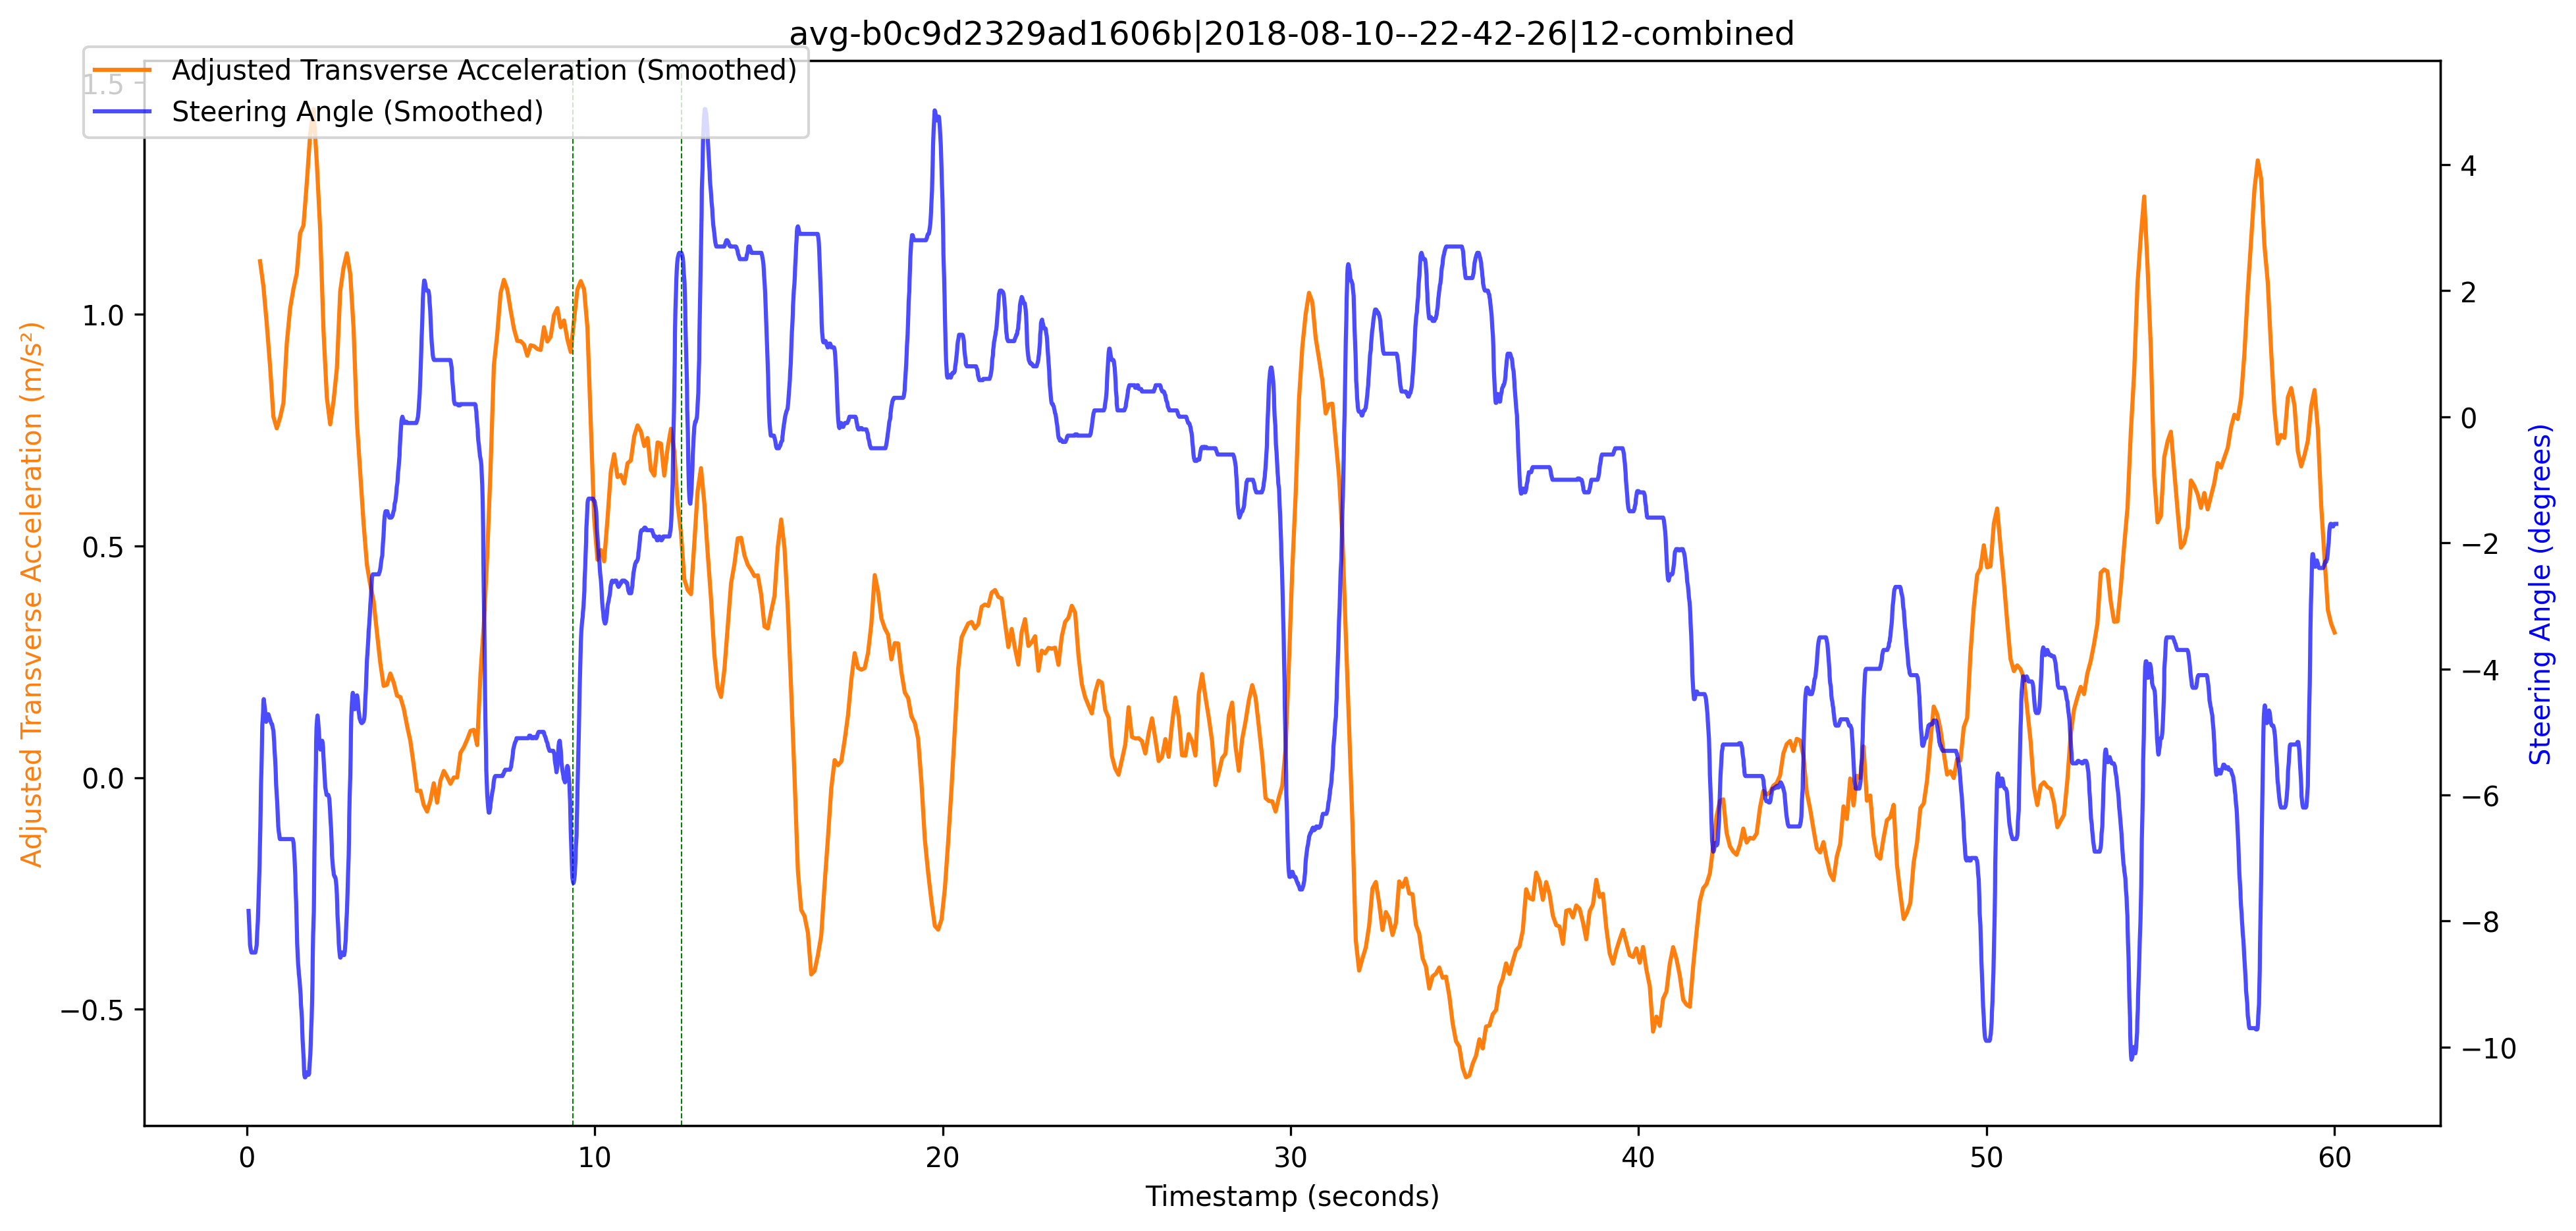 avg-b0c9d2329ad1606b|2018-08-10--22-42-26|12-combined
Adjusted Transverse Acceleration (Smoothed)
Steering Angle (Smoothed)
1.5
1.0
0.5
0.0
−0.5
Adjusted Transverse Acceleration (m/s²)
4
2
0
−2
−4
−6
−8
−10
Steering Angle (degrees)
0 10 20 30 40 50 60
Timestamp (seconds)